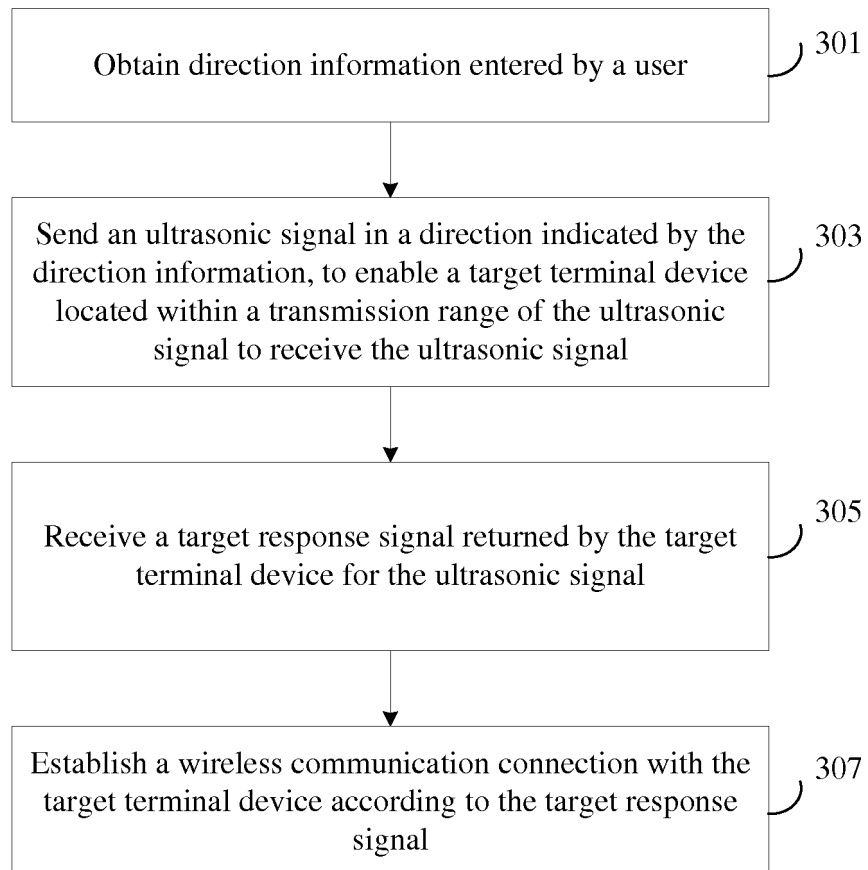 Obtain direction information entered by a user
301
Send an ultrasonic signal in a direction indicated by the
direction information, to enable a target terminal device
located within a transmission range of the ultrasonic
signal to receive the ultrasonic signal
303
Receive a target response signal returned by the target
terminal device for the ultrasonic signal
305
Establish a wireless communication connection with the
target terminal device according to the target response
signal
307